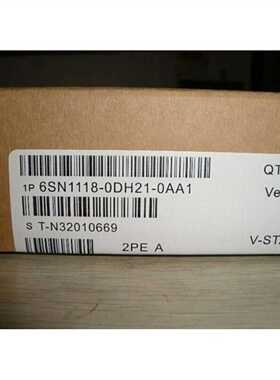 QT
1P 6SN1118-0DH21-0AA1
Ve
S T-N32010669
2PE A
V-ST